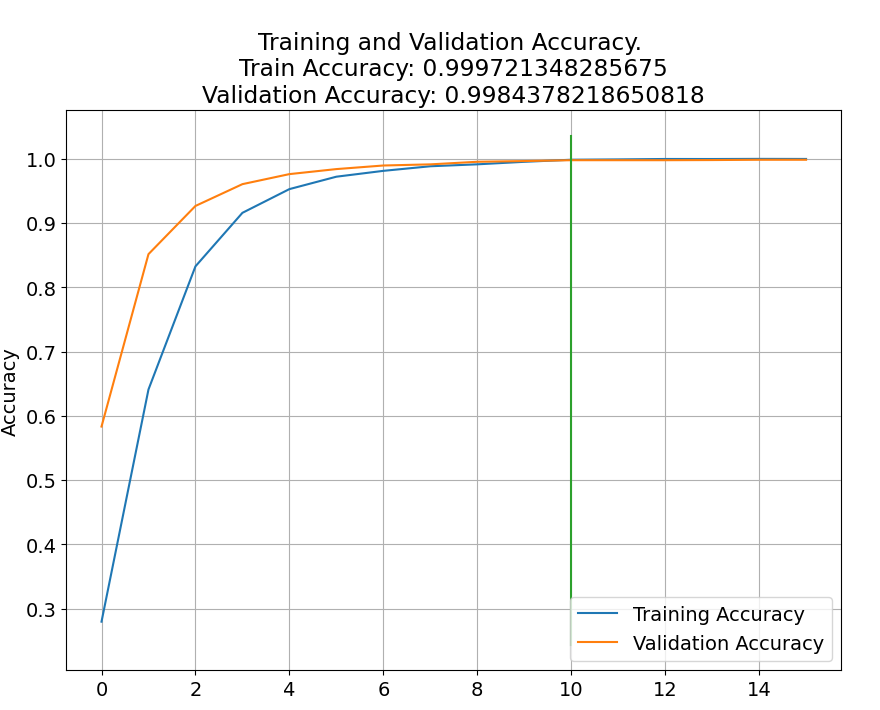 Training and Validation Accuracy.
Train Accuracy: 0.999721348285675
Validation Accuracy: 0.9984378218650818
Accuracy
1.0
0.9
0.8
0.7
0.6
0.5
0.4
0.3
0 2 4 6 8 10 12 14
Training Accuracy
Validation Accuracy